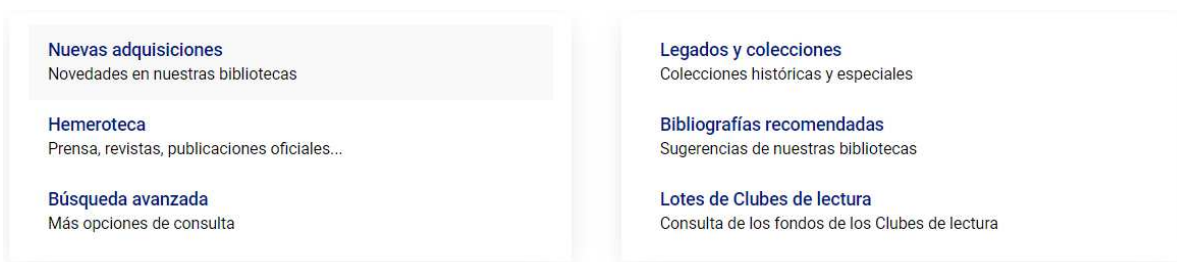 Nuevas adquisiciones
Novedades en nuestras bibliotecas
Hemeroteca
Prensa, revistas, publicaciones oficiales...
Búsqueda avanzada
Más opciones de consulta
Legados y colecciones
Colecciones históricas y especiales
Bibliografías recomendadas
Sugerencias de nuestras bibliotecas
Lotes de Clubes de lectura
Consulta de los fondos de los Clubes de lectura